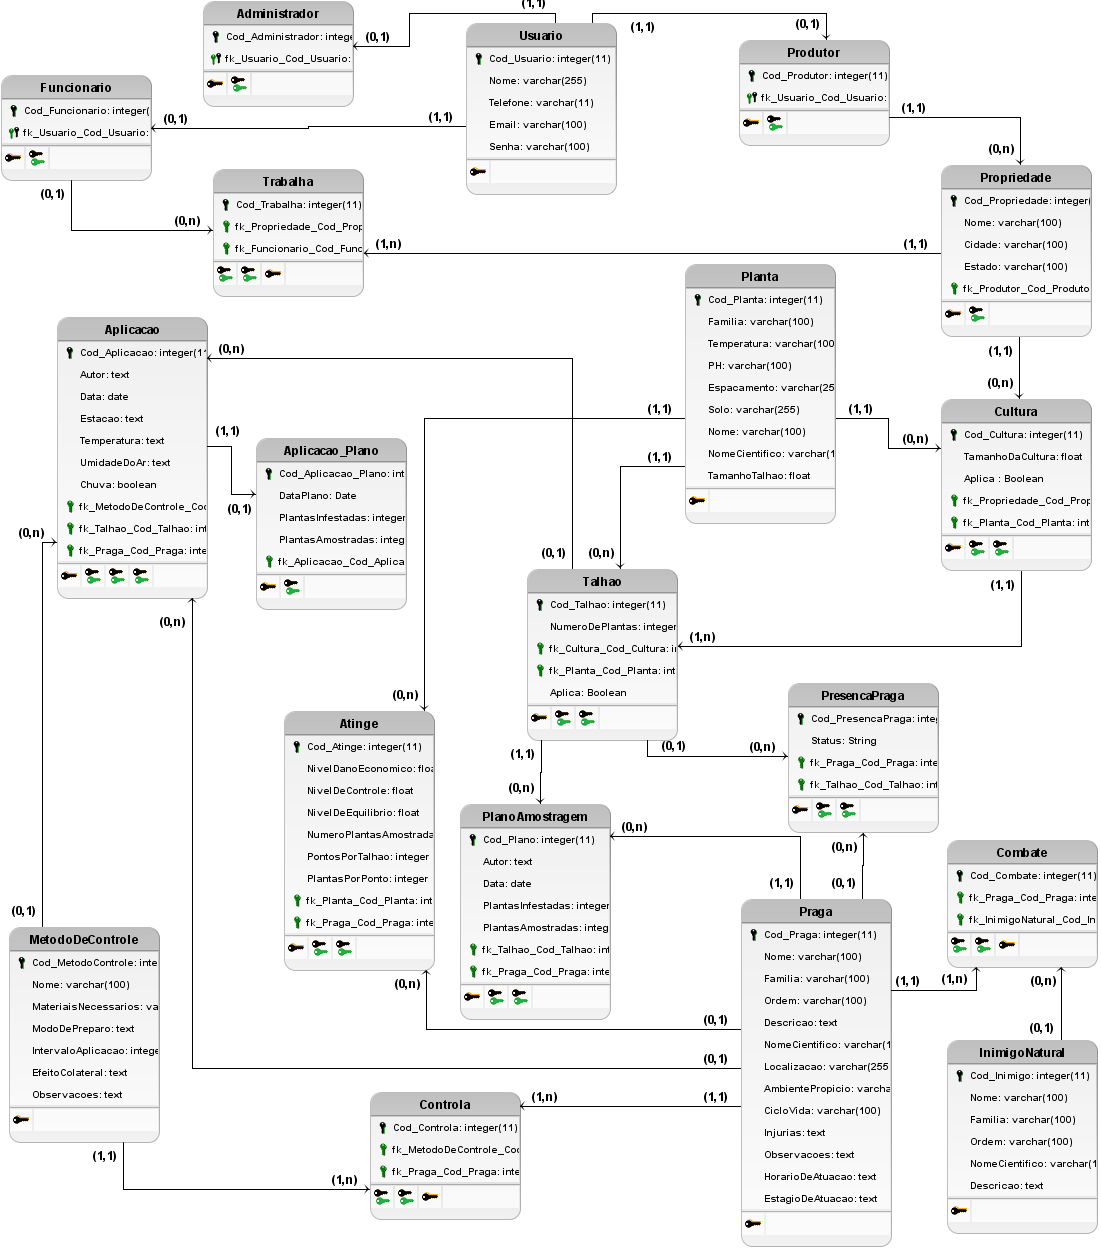 Administrador
Cod_Administrador: intege
fk_Usuario_Cod_Usuario:
(0,1)
(1,1)
Usuario
Cod_Usuario: integer(11)
Nome: varchar(255)
Telefone: varchar(11)
Email: varchar(100)
Senha: varchar(100)
(1,1)
(0,1)
Produtor
Cod_Produtor: integer(11)
fk_Usuario_Cod_Usuario:
(1,1)
(0,n)
Funcionario
Cod_Funcionario: integer(
fk_Usuario_Cod_Usuario:
(0,1)
(1,1)
(0,1)
(0,n)
Trabalha
Cod_Trabalha: integer(11)
fk_Propriedade_Cod_Prop
fk_Funcionario_Cod_Func
(1,n)
(1,1)
Propriedade
Cod_Propriedade: integer(
Nome: varchar(100)
Cidade: varchar(100)
Estado: varchar(100)
fk_Produtor_Cod_Produto
(1,1)
(0,n)
Planta
Cod_Planta: integer(11)
Familia: varchar(100)
Temperatura: varchar(100
PH: varchar(100)
Espacamento: varchar(25
Solo: varchar(255)
Nome: varchar(100)
NomeCientifico: varchar(1
TamanhoTalhao: float
(1,1)
(1,1)
(1,1)
(0,n)
Cultura
Cod_Cultura: integer(11)
TamanhoDaCultura: float
Aplica : Boolean
fk_Propriedade_Cod_Prop
fk_Planta_Cod_Planta: int
(1,1)
Aplicacao
Cod_Aplicacao: integer(11
Autor: text
Data: date
Estacao: text
Temperatura: text
UmidadeDoAr: text
Chuva: boolean
fk_MetodoDeControle_Cod
fk_Talhao_Cod_Talhao: int
fk_Praga_Cod_Praga: inte
(0,n)
(1,1)
(0,1)
(0,n)
(0,n)
Aplicacao_Plano
Cod_Aplicacao_Plano: int
DataPlano: Date
PlantasInfestadas: integer
PlantasAmostradas: integ
fk_Aplicacao_Cod_Aplica
(0,1)
(0,n)
Talhao
Cod_Talhao: integer(11)
NumeroDePlantas: integer
fk_Cultura_Cod_Cultura: i
fk_Planta_Cod_Planta: int
Aplica: Boolean
(1,n)
(1,1)
(0,1)
(0,n)
(0,n)
(0,n)
Atinge
Cod_Atinge: integer(11)
NivelDanoEconomico: floa
NivelDeControle: float
NivelDeEquilibrio: float
NumeroPlantasAmostrada
PontosPorTalhao: integer
PlantasPorPonto: integer
fk_Planta_Cod_Planta: int
fk_Praga_Cod_Praga: inte
(0,n)
PresencaPraga
Cod_PresencaPraga: integ
Status: String
fk_Praga_Cod_Praga: inte
fk_Talhao_Cod_Talhao: int
(0,n)
PlanoAmostragem
Cod_Plano: integer(11)
Autor: text
Data: date
PlantasInfestadas: integer
PlantasAmostradas: integ
fk_Talhao_Cod_Talhao: int
fk_Praga_Cod_Praga: inte
(0,n)
(1,1)
(0,1)
Combate
Cod_Combate: integer(11)
fk_Praga_Cod_Praga: inte
fk_InimigoNatural_Cod_In
(1,1)
(1,n)
(0,n)
(0,1)
Praga
Cod_Praga: integer(11)
Nome: varchar(100)
Familia: varchar(100)
Ordem: varchar(100)
Descricao: text
NomeCientifico: varchar(1
Localizacao: varchar(255
AmbientePropicio: varcha
CicloVida: varchar(100)
Injurias: text
Observacoes: text
HorarioDeAtuacao: text
EstagioDeAtuacao: text
(0,1)
(0,1)
(1,1)
InimigoNatural
Cod_Inimigo: integer(11)
Nome: varchar(100)
Familia: varchar(100)
Ordem: varchar(100)
NomeCientifico: varchar(1
Descricao: text
(0,1)
MetodoDeControle
Cod_MetodoControle: inte
Nome: varchar(100)
MateriaisNecessarios: va
ModoDePreparo: text
IntervaloAplicacao: intege
EfeitoColateral: text
Observacoes: text
(1,1)
(1,n)
Controla
Cod_Controla: integer(11)
fk_MetodoDeControle_Cod
fk_Praga_Cod_Praga: inte
(1,n)